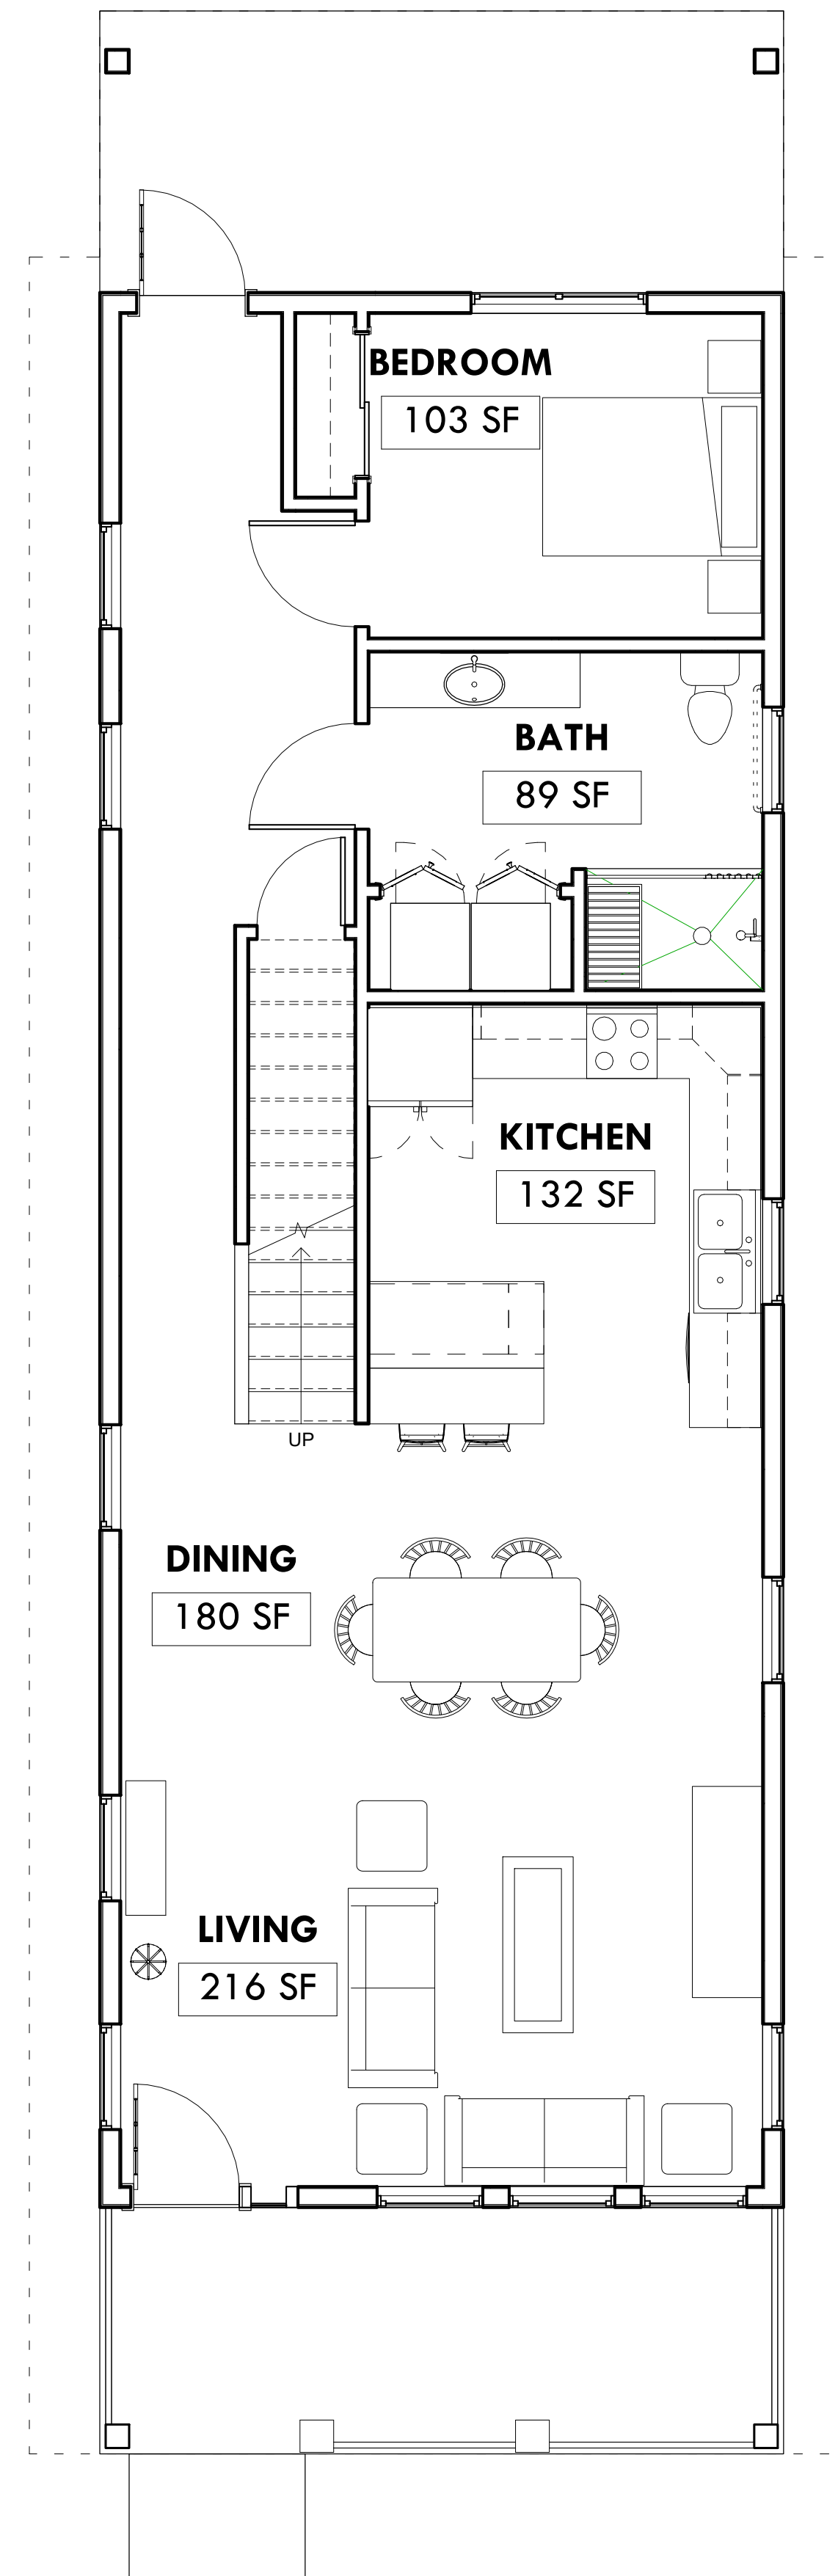 BEDROOM
103 SF
BATH
89 SF
KITCHEN
132 SF
UP
DINING
180 SF
LIVING
216 SF